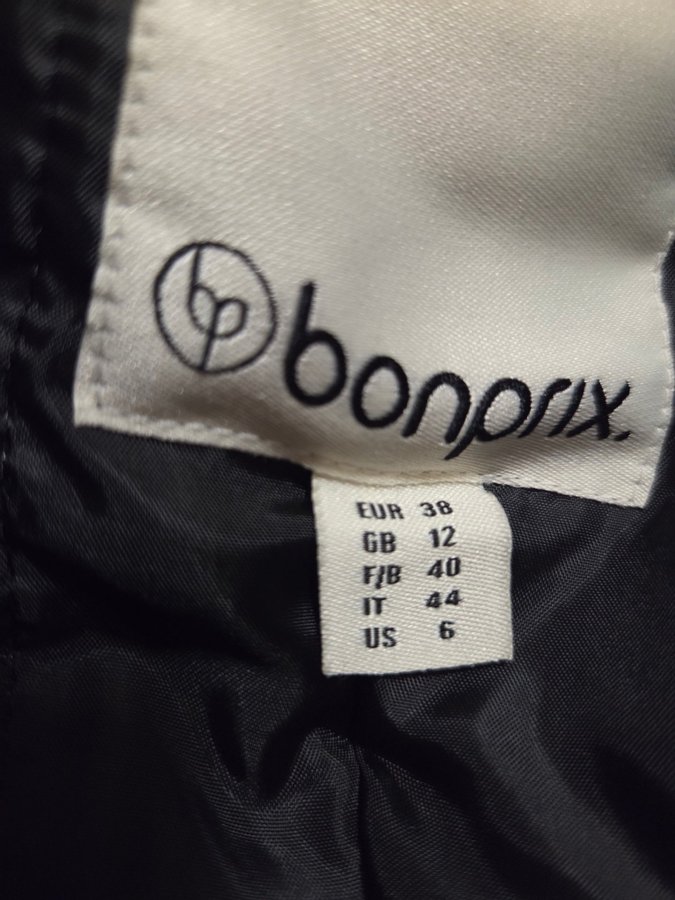 bp bonprix.
EUR 38
GB 12
F/B 40
IT 44
US 6